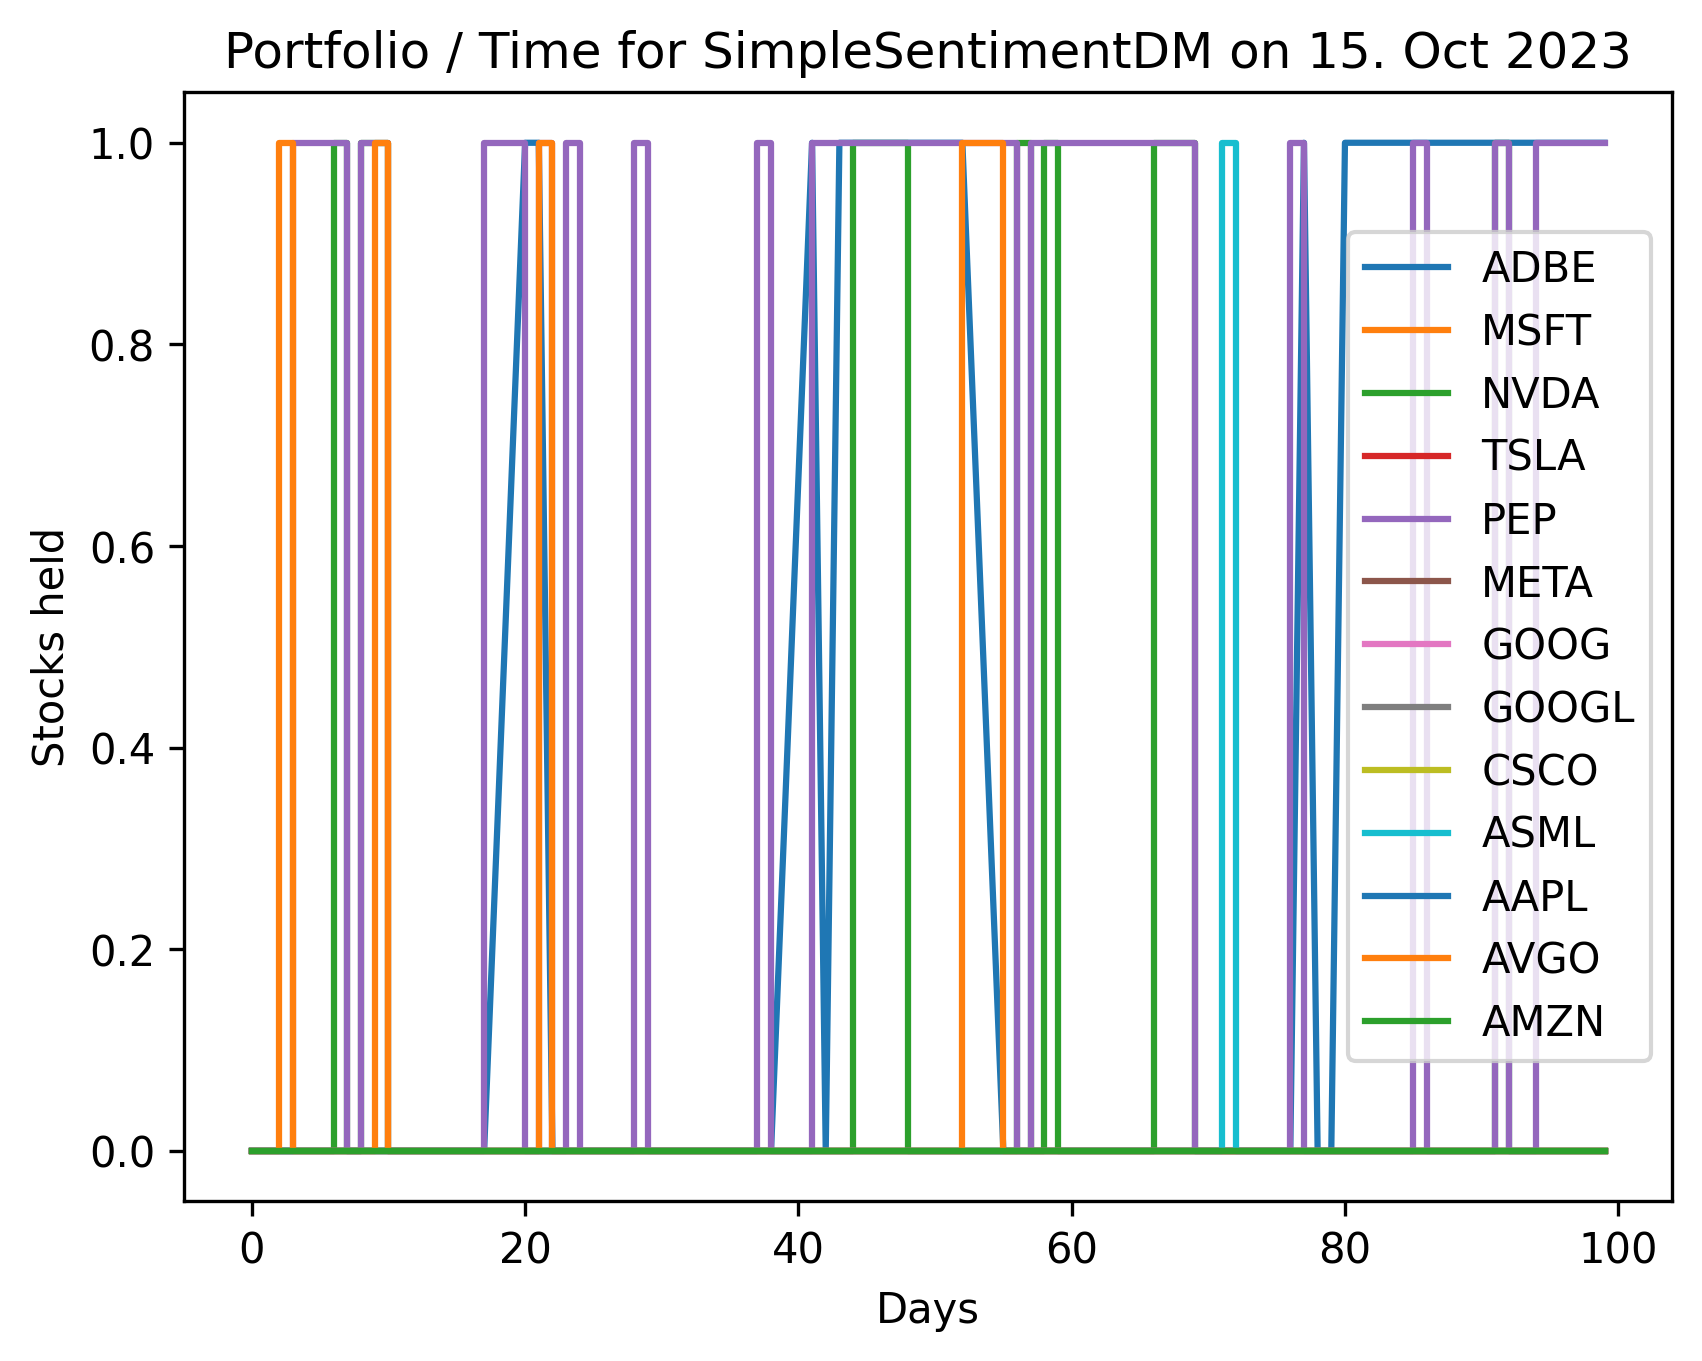 Portfolio / Time for SimpleSentimentDM on 15. Oct 2023
1.0
0.8
0.6
0.4
0.2
0.0
Stocks held
ADBE
MSFT
NVDA
TSLA
PEP
META
GOOG
GOOGL
CSCO
ASML
AAPL
AVGO
AMZN
0 20 40 60 80 100
Days